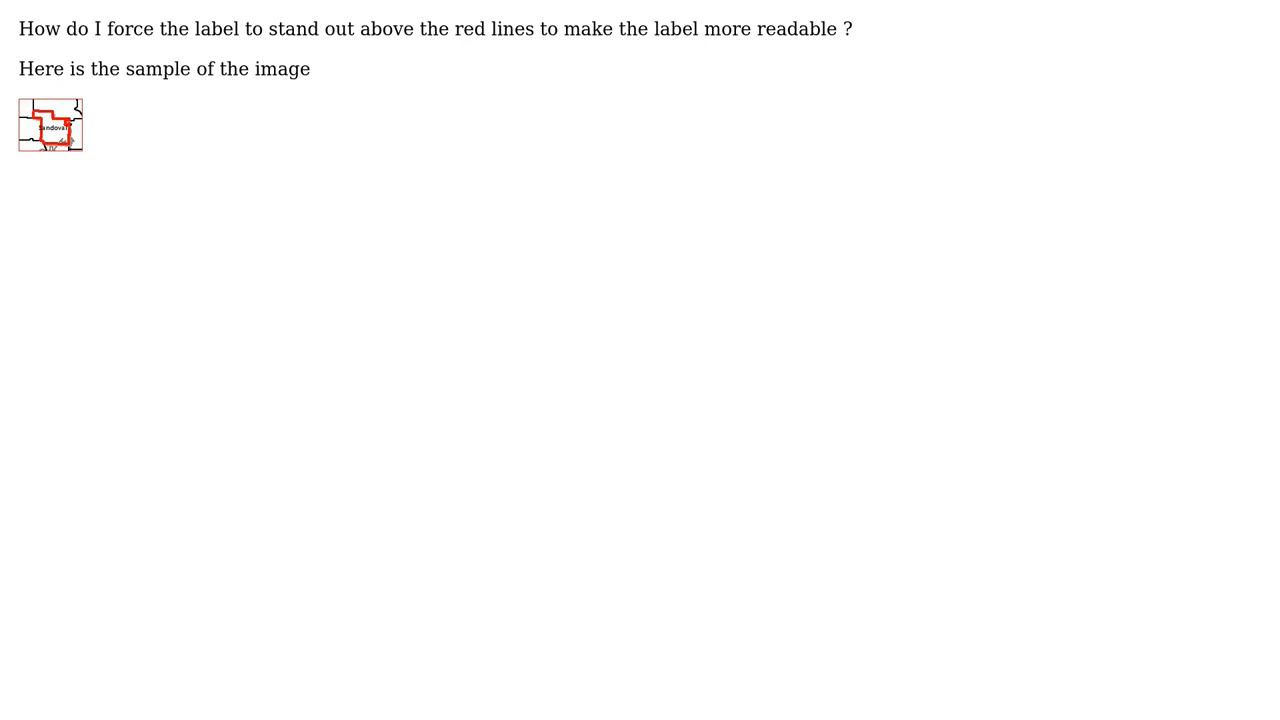 How do I force the label to stand out above the red lines to make the label more readable ?
Here is the sample of the image
Sandoval